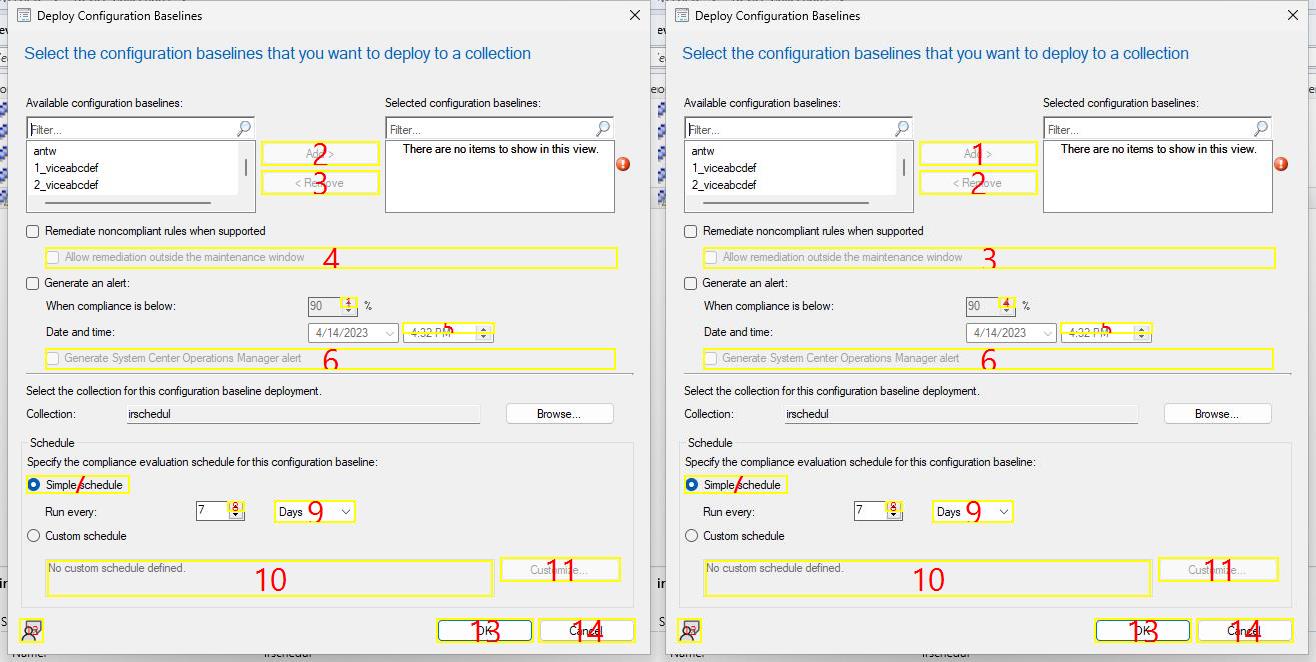 Deploy Configuration Baselines
Select the configuration baselines that you want to deploy to a collection
Available configuration baselines:
Selected configuration baselines:
Filter...
Filter...
antw
1_viceabcdef
2_viceabcdef
2
Add >
3
< Remove
There are no items to show in this view.
Remediate noncompliant rules when supported
Allow remediation outside the maintenance window
4
Generate an alert:
When compliance is below:
90
1
%
Date and time:
4/14/2023
4:32 PM
5
Generate System Center Operations Manager alert
6
Select the collection for this configuration baseline deployment.
Collection:
irschedul
Browse...
Schedule
Specify the compliance evaluation schedule for this configuration baseline:
Simple schedule
7
Run every:
7
8
Days
9
Custom schedule
No custom schedule defined.
10
Customize...
11
OK
13
Cancel
14
Deploy Configuration Baselines
Select the configuration baselines that you want to deploy to a collection
Available configuration baselines:
Selected configuration baselines:
Filter...
Filter...
antw
1_viceabcdef
2_viceabcdef
1
Add >
2
< Remove
There are no items to show in this view.
Remediate noncompliant rules when supported
Allow remediation outside the maintenance window
3
Generate an alert:
When compliance is below:
90
4
%
Date and time:
4/14/2023
4:32 PM
5
Generate System Center Operations Manager alert
6
Select the collection for this configuration baseline deployment.
Collection:
irschedul
Browse...
Schedule
Specify the compliance evaluation schedule for this configuration baseline:
Simple schedule
7
Run every:
7
8
Days
9
Custom schedule
No custom schedule defined.
10
Customize...
11
OK
13
Cancel
14